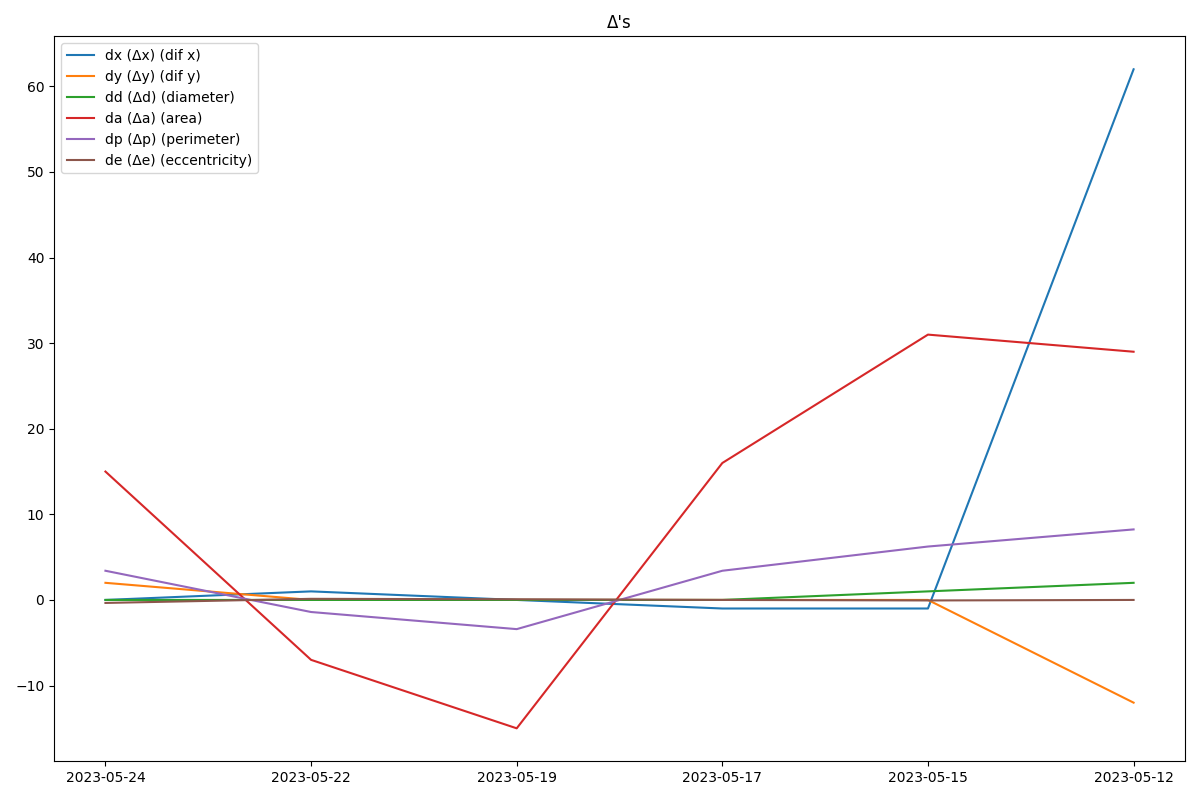 Δ's
dx (Δx) (dif x)
dy (Δy) (dif y)
dd (Δd) (diameter)
da (Δa) (area)
dp (Δp) (perimeter)
de (Δe) (eccentricity)
60
50
40
30
20
10
0
−10
2023-05-24 2023-05-22 2023-05-19 2023-05-17 2023-05-15 2023-05-12